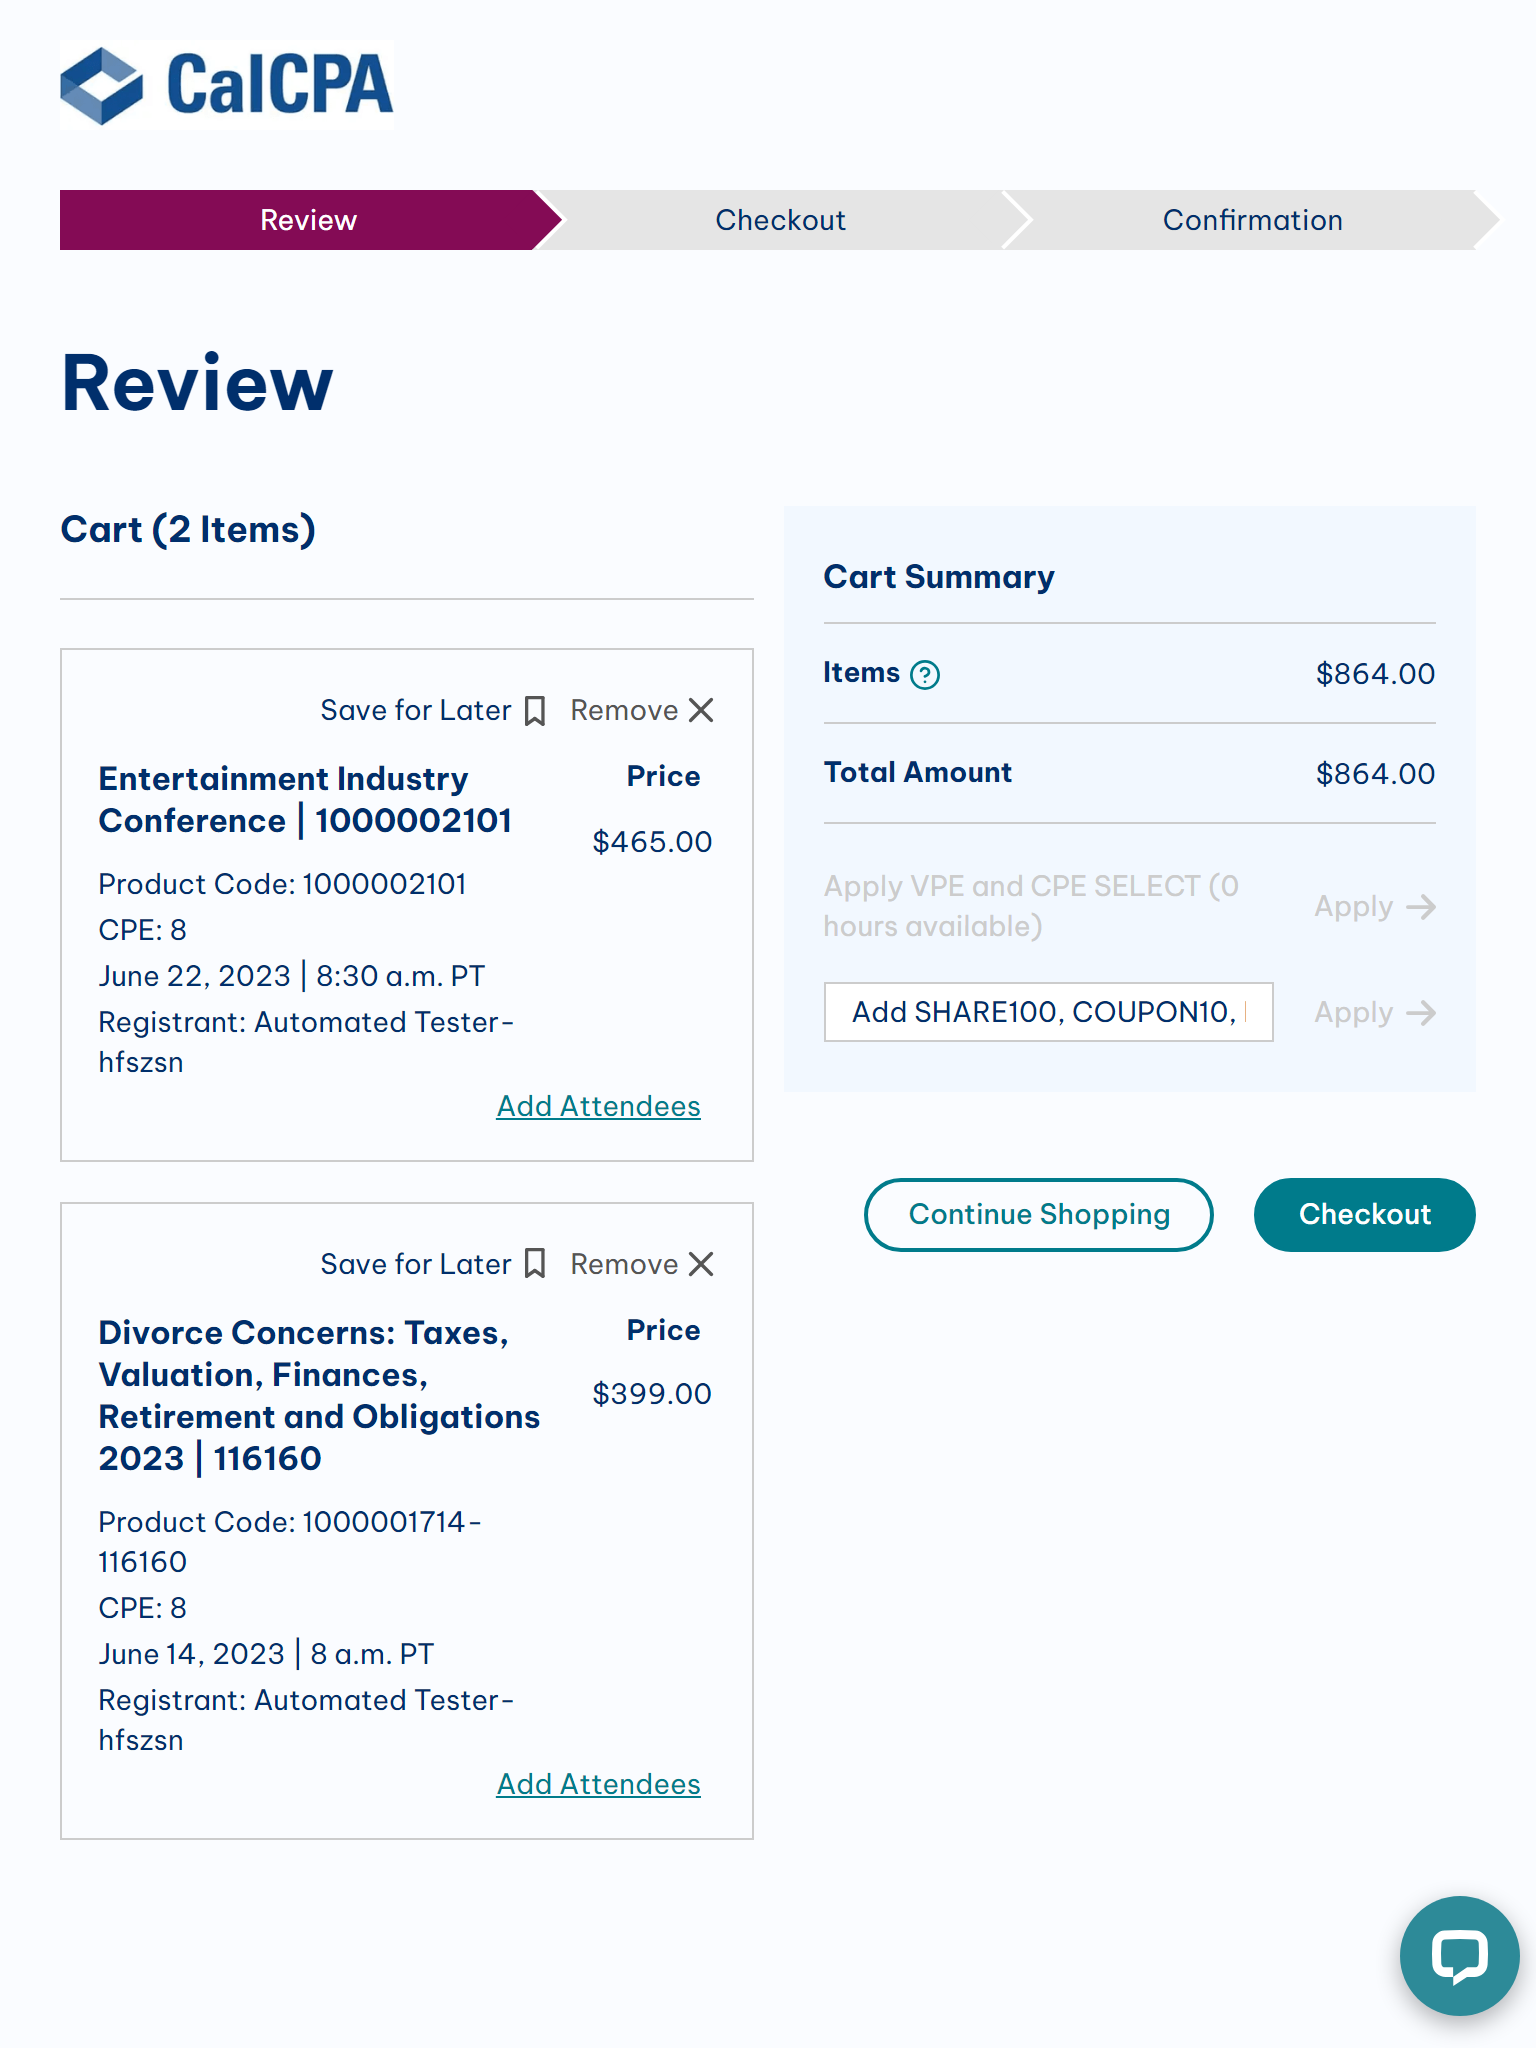 CalCPA
Review
Checkout
Confirmation
Review
Cart (2 Items)
Save for Later
Remove
Entertainment Industry
Conference | 1000002101
Price
$465.00
Product Code: 1000002101
CPE: 8
June 22, 2023 | 8:30 a.m. PT
Registrant: Automated Tester-
hfszsn
Add Attendees
Save for Later
Remove
Divorce Concerns: Taxes,
Valuation, Finances,
Retirement and Obligations
2023 | 116160
Price
$399.00
Product Code: 1000001714-
116160
CPE: 8
June 14, 2023 | 8 a.m. PT
Registrant: Automated Tester-
hfszsn
Add Attendees
Cart Summary
Items ?
$864.00
Total Amount
$864.00
Apply VPE and CPE SELECT (0
hours available)
Apply
Add SHARE100, COUPON10,
Apply
Continue Shopping
Checkout